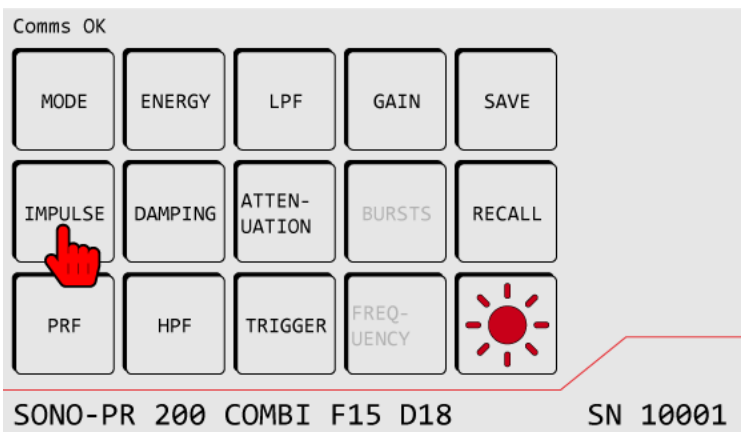 Comms OK
MODE ENERGY LPF GAIN SAVE
IMPULSE DAMPING ATTEN-
UATION BURSTS RECALL
PRF HPF TRIGGER FREQ-
UENCY
SONO-PR 200 COMBI F15 D18 SN 10001